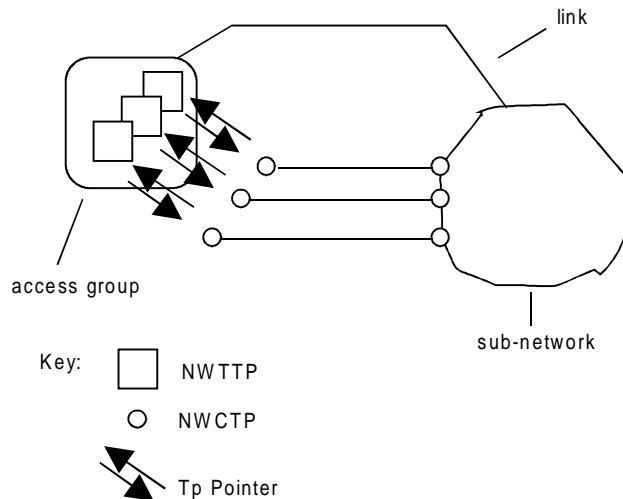 link
access group
sub-network
Key:
NWTTP
NWCTP
Tp Pointer